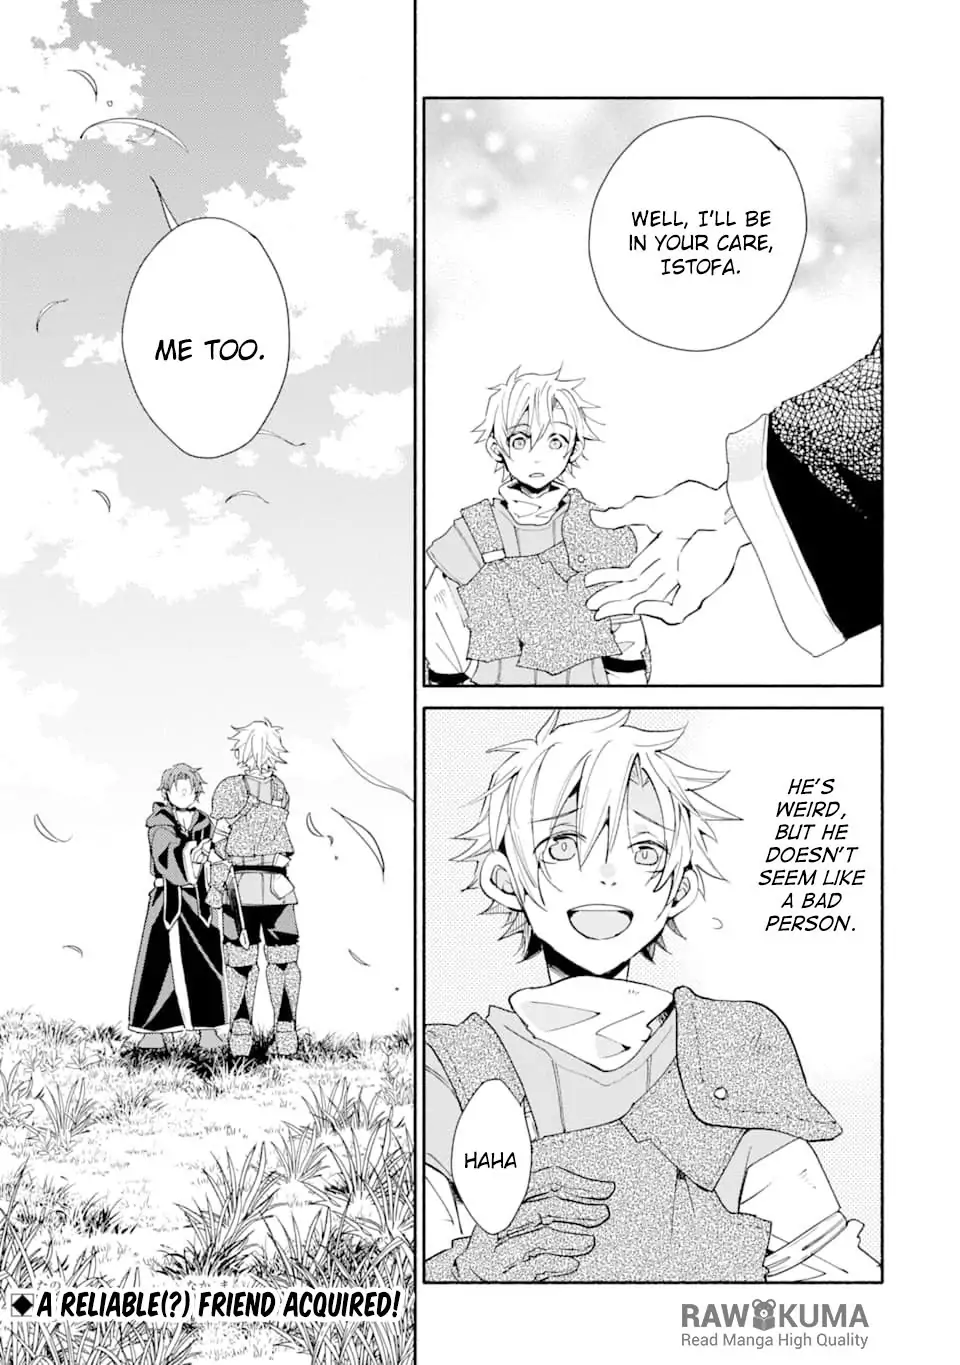 WELL, I'LL BE
IN YOUR CARE,
ISTOFA.
HE'S
WEIRD,
BUT HE
DOESN'T
SEEM LIKE
A BAD
PERSON.
HAHA
ME TOO.
◆A RELIABLE(?) FRIEND ACQUIRED!
RAWKUMA
Read Manga High Quality